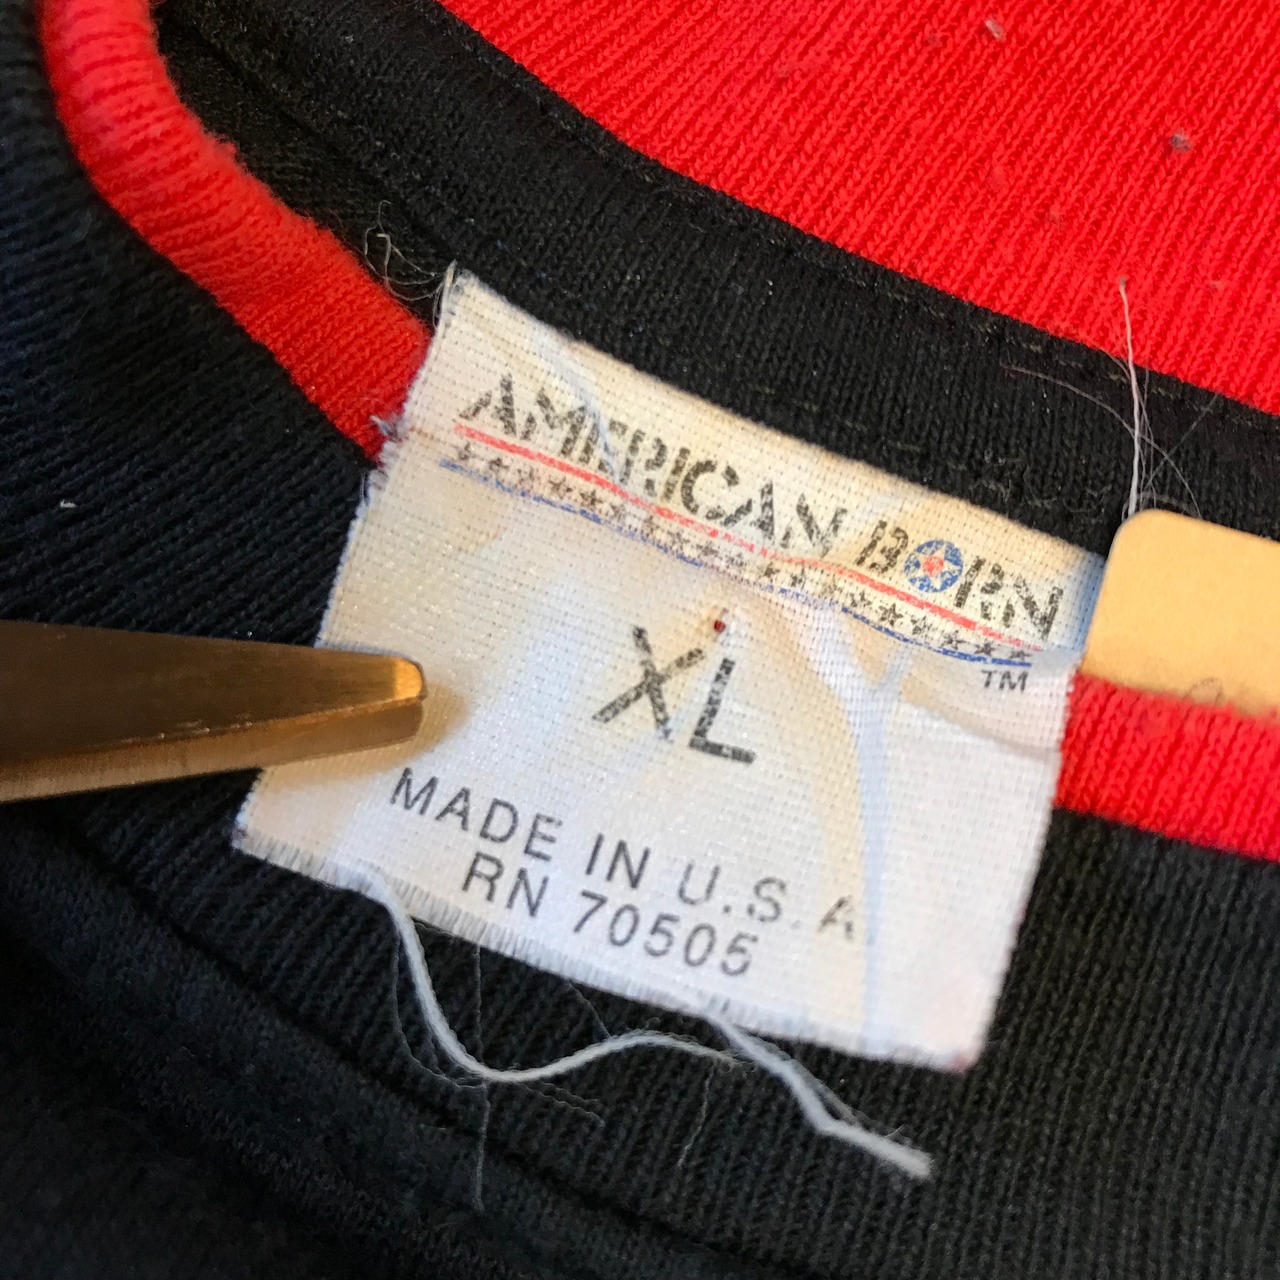 AMERICAN BORN
TM
XL
MADE IN U.S.A
RN 70505